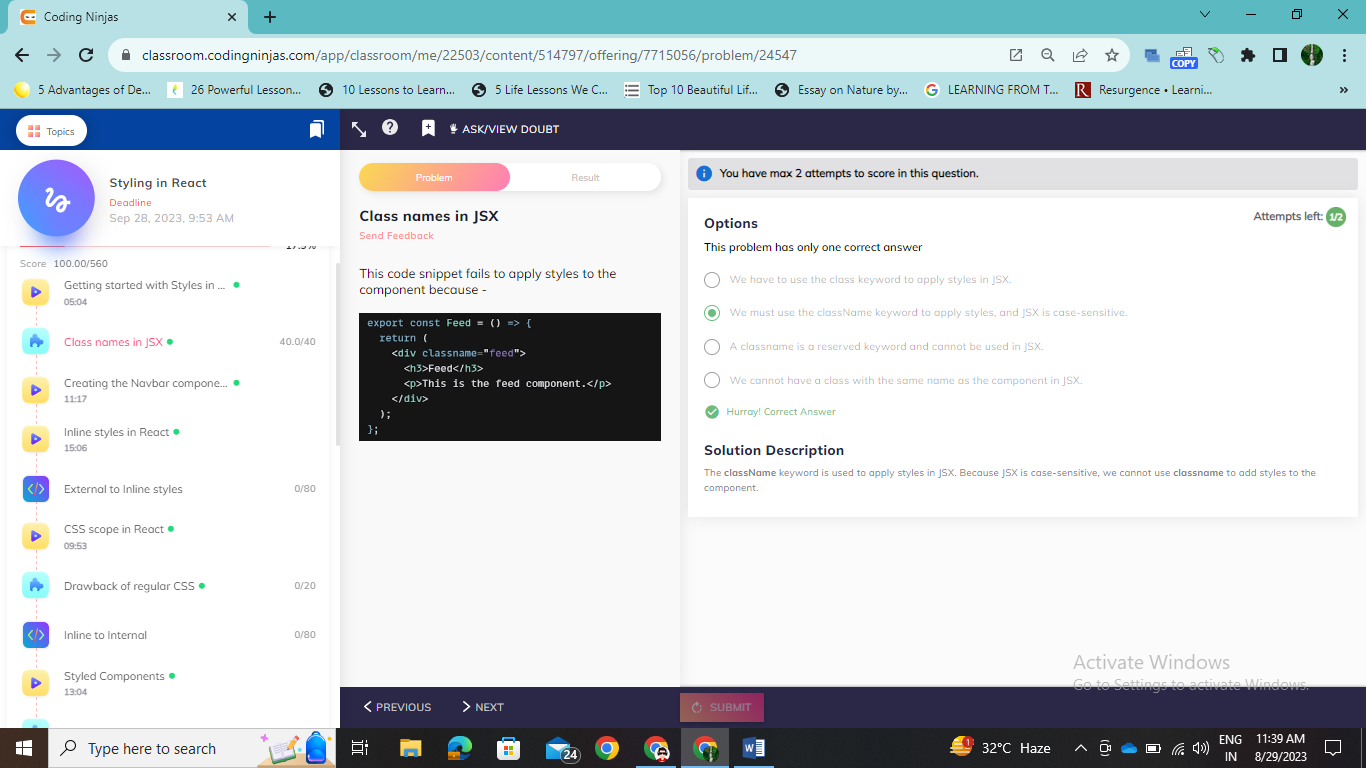 Coding Ninjas
classroom.codingninjas.com/app/classroom/me/22503/content/514797/offering/7715056/problem/24547
COPY
5 Advantages of De...
26 Powerful Lesson...
10 Lessons to Learn...
5 Life Lessons We C...
Top 10 Beautiful Lif...
Essay on Nature by...
LEARNING FROM T...
Resurgence • Learni...
»
Topics
ASK/VIEW DOUBT
Styling in React
Deadline
Sep 28, 2023, 9:53 AM
Score 100.00/560
Getting started with Styles in ...
05:04
Class names in JSX
40.0/40
Creating the Navbar compone...
11:17
Inline styles in React
15:06
External to Inline styles
0/80
CSS scope in React
09:53
Drawback of regular CSS
0/20
Inline to Internal
0/80
Styled Components
13:04
Problem
Result
Class names in JSX
Send Feedback
This code snippet fails to apply styles to the
component because -
export const Feed = () => {
return (
<div classname="feed">
<h3>Feed</h3>
<p>This is the feed component.</p>
</div>
);
};
PREVIOUS
NEXT
You have max 2 attempts to score in this question.
Options
Attempts left: 1/2
This problem has only one correct answer
We have to use the class keyword to apply styles in JSX.
We must use the className keyword to apply styles, and JSX is case-sensitive.
A classname is a reserved keyword and cannot be used in JSX.
We cannot have a class with the same name as the component in JSX.
Hurray! Correct Answer
Solution Description
The className keyword is used to apply styles in JSX. Because JSX is case-sensitive, we cannot use classname to add styles to the
component.
Activate Windows
Go to Settings to activate Windows.
SUBMIT
Type here to search
24
1
32°C Haze
ENG
IN
11:39 AM
8/29/2023